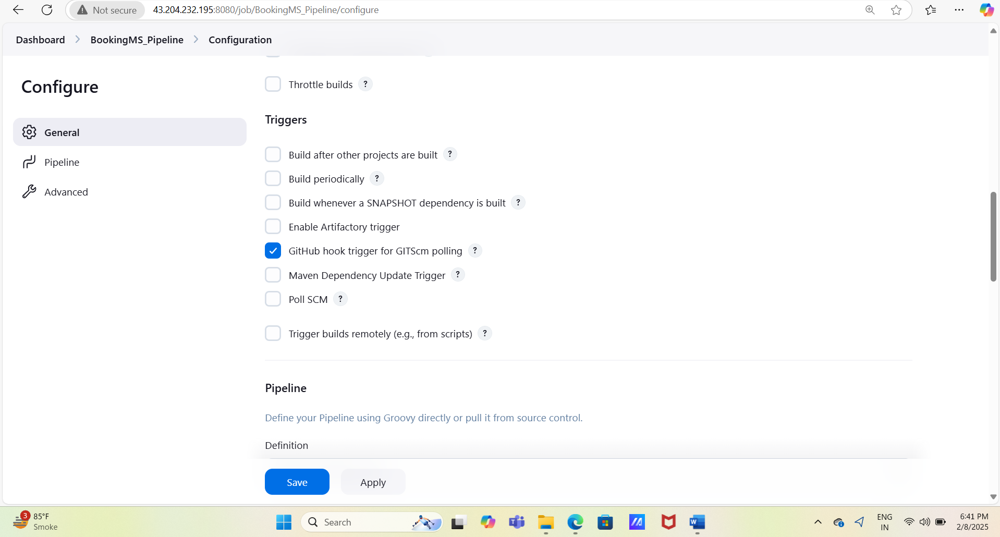 Not secure 43.204.232.195:8080/job/BookingMS_Pipeline/configure
Dashboard BookingMS_Pipeline Configuration
Configure
General
Pipeline
Advanced
Throttle builds ?
Triggers
Build after other projects are built ?
Build periodically ?
Build whenever a SNAPSHOT dependency is built ?
Enable Artifactory trigger
GitHub hook trigger for GITScm polling ?
Maven Dependency Update Trigger ?
Poll SCM ?
Trigger builds remotely (e.g., from scripts) ?
Pipeline
Define your Pipeline using Groovy directly or pull it from source control.
Definition
Save Apply
3 85°F
Smoke
Search
ENG
IN
6:41 PM
2/8/2025